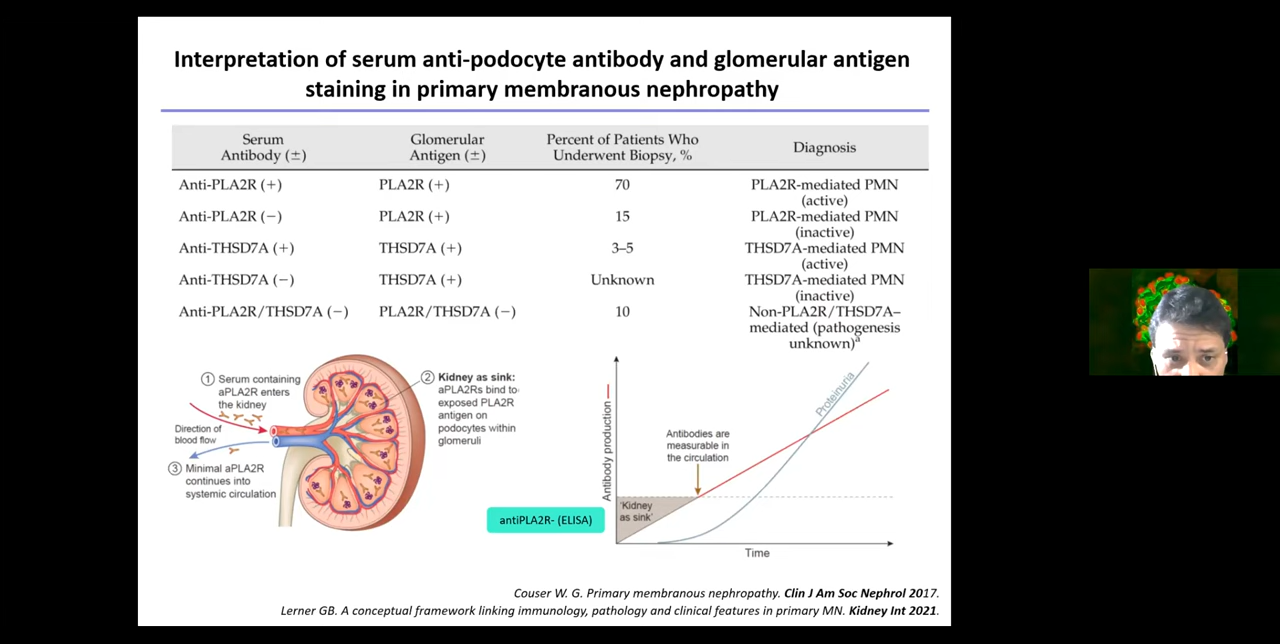 Interpretation of serum anti-podocyte antibody and glomerular antigen
staining in primary membranous nephropathy
Serum Antibody (±) Glomerular Antigen (±) Percent of Patients Who Underwent Biopsy, % Diagnosis
Anti-PLA2R (+) PLA2R (+) 70 PLA2R-mediated PMN (active)
Anti-PLA2R (−) PLA2R (+) 15 PLA2R-mediated PMN (inactive)
Anti-THSD7A (+) THSD7A (+) 3–5 THSD7A-mediated PMN (active)
Anti-THSD7A (−) THSD7A (+) Unknown THSD7A-mediated PMN (inactive)
Anti-PLA2R/THSD7A (−) PLA2R/THSD7A (−) 10 Non-PLA2R/THSD7A–mediated (pathogenesis unknown)a
1 Serum containing
aPLA2R enters
the kidney
Direction of
blood flow
3 Minimal aPLA2R
continues into
systemic circulation
2 Kidney as sink:
aPLA2Rs bind to
exposed PLA2R
antigen on
podocytes within
glomeruli
antiPLA2R- (ELISA)
Antibody production
Antibodies are
measurable in
the circulation
Proteinuria
'Kidney
as sink'
Time
Couser W. G. Primary membranous nephropathy. Clin J Am Soc Nephrol 2017.
Lerner GB. A conceptual framework linking immunology, pathology and clinical features in primary MN. Kidney Int 2021.